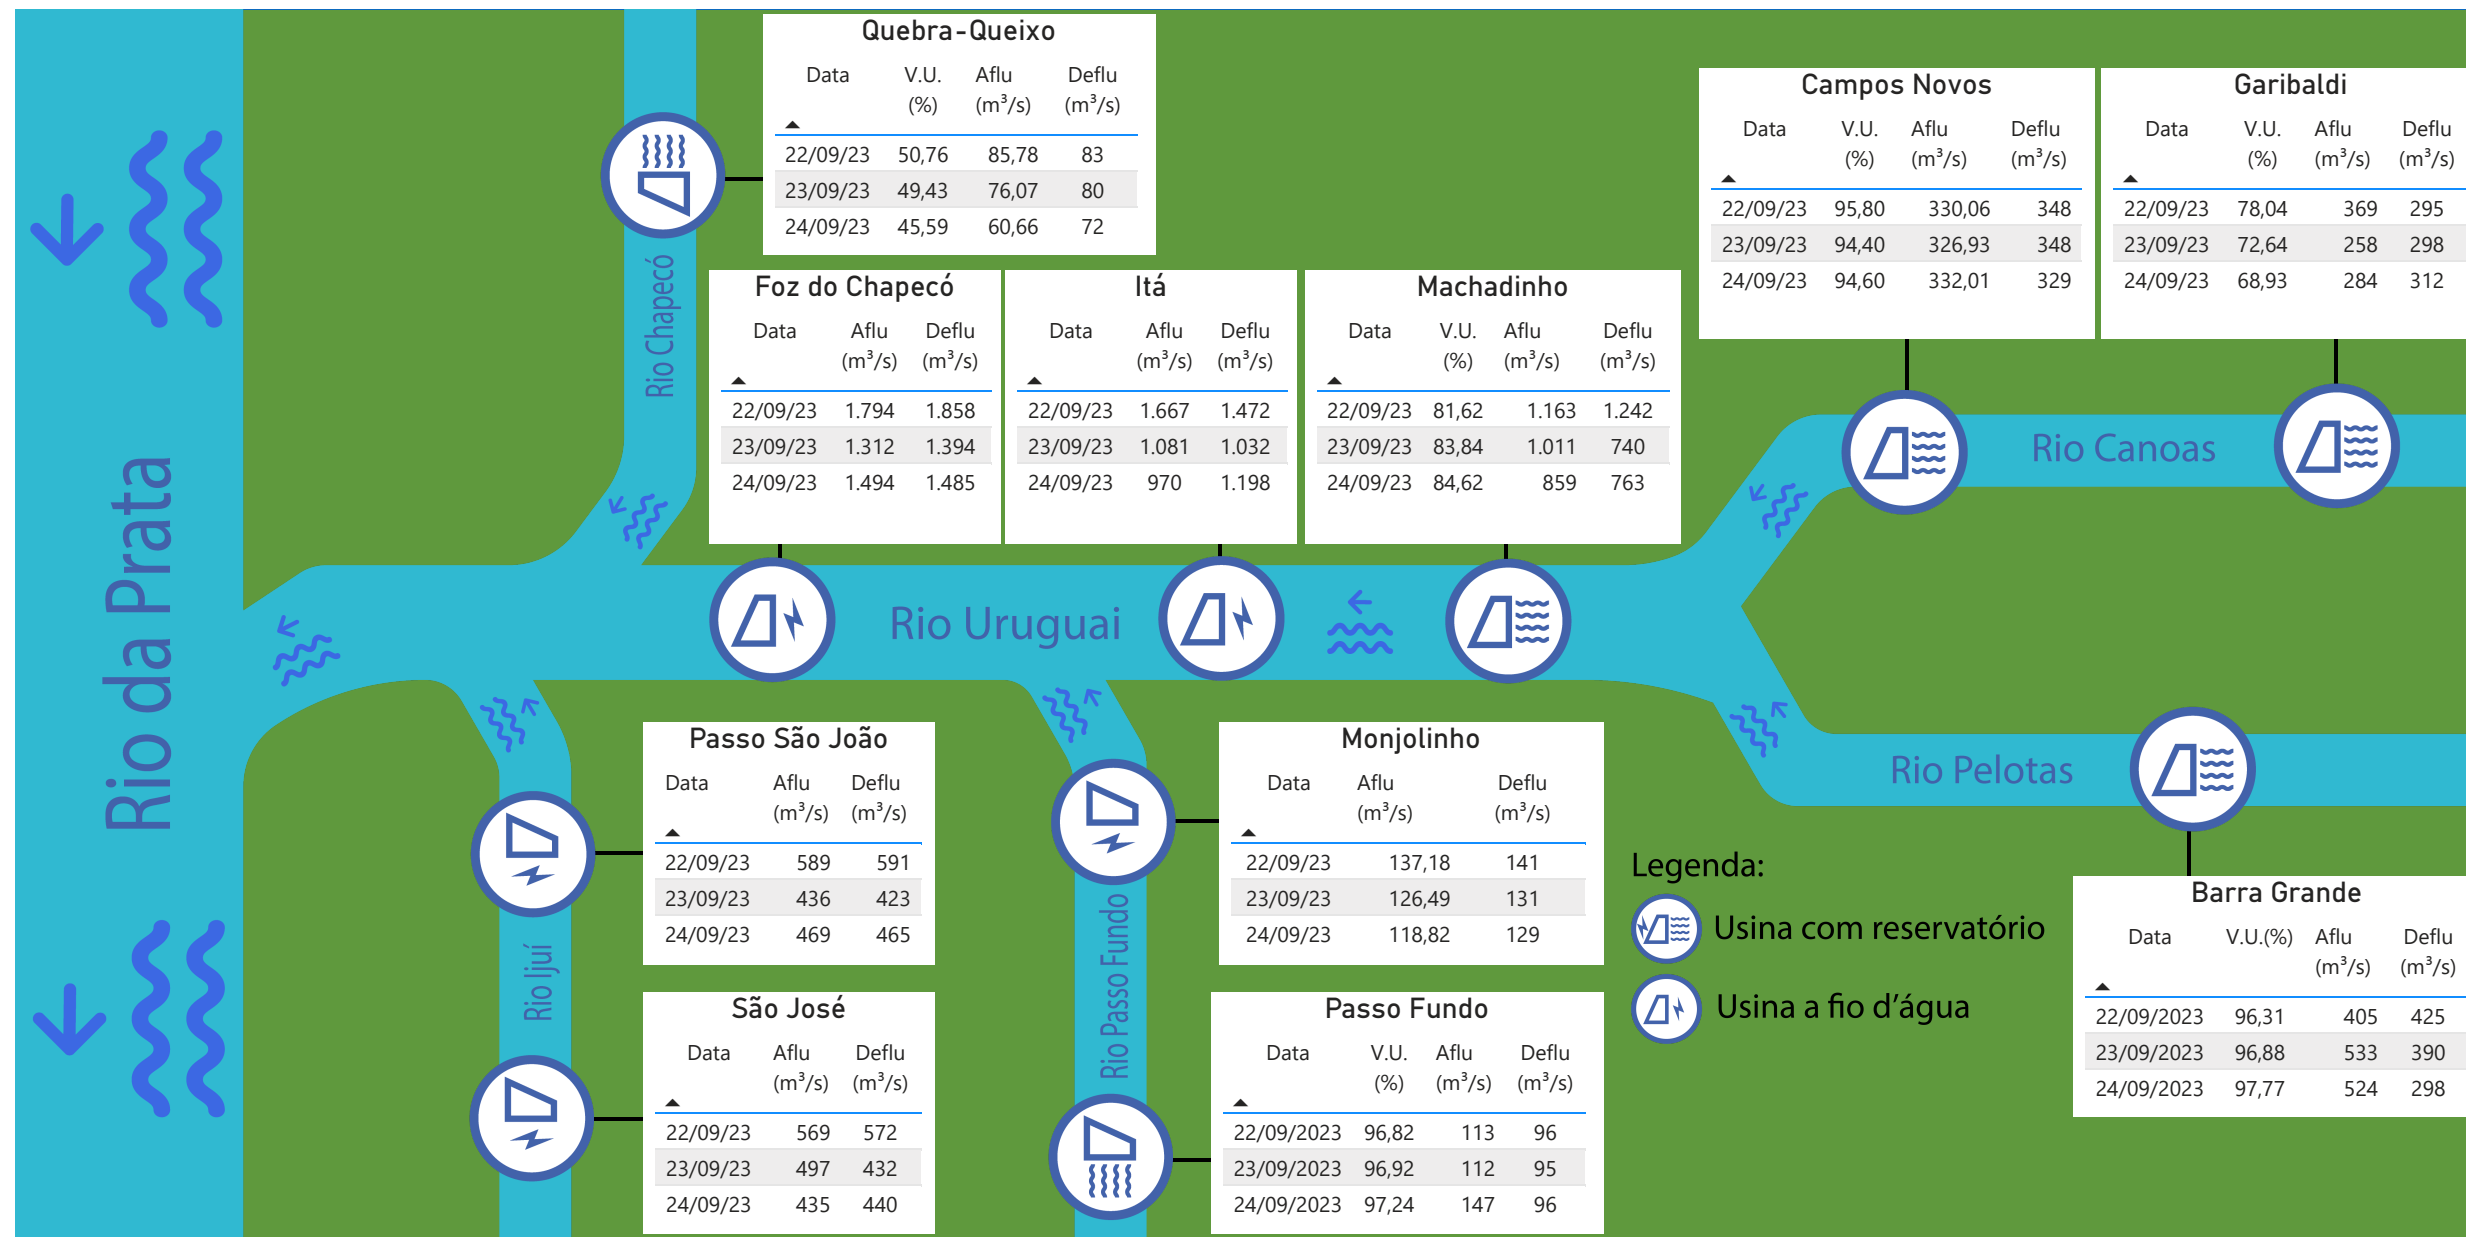 Quebra-Queixo
Data V.U. (%) Aflu (m³/s) Deflu (m³/s)
22/09/23 50,76 85,78 83
23/09/23 49,43 76,07 80
24/09/23 45,59 60,66 72
Campos Novos
Data V.U. (%) Aflu (m³/s) Deflu (m³/s)
22/09/23 95,80 330,06 348
23/09/23 94,40 326,93 348
24/09/23 94,60 332,01 329
Garibaldi
Data V.U. (%) Aflu (m³/s) Deflu (m³/s)
22/09/23 78,04 369 295
23/09/23 72,64 258 298
24/09/23 68,93 284 312
Rio Chapecó
Foz do Chapecó
Data Aflu (m³/s) Deflu (m³/s)
22/09/23 1.794 1.858
23/09/23 1.312 1.394
24/09/23 1.494 1.485
Itá
Data Aflu (m³/s) Deflu (m³/s)
22/09/23 1.667 1.472
23/09/23 1.081 1.032
24/09/23 970 1.198
Machadinho
Data V.U. (%) Aflu (m³/s) Deflu (m³/s)
22/09/23 81,62 1.163 1.242
23/09/23 83,84 1.011 740
24/09/23 84,62 859 763
Rio Canoas
Rio da Prata
Rio Uruguai
Rio Pelotas
Passo São João
Data Aflu (m³/s) Deflu (m³/s)
22/09/23 589 591
23/09/23 436 423
24/09/23 469 465
Monjolinho
Data Aflu (m³/s) Deflu (m³/s)
22/09/23 137,18 141
23/09/23 126,49 131
24/09/23 118,82 129
Legenda:
Usina com reservatório
Usina a fio d'água
Barra Grande
Data V.U.(%) Aflu (m³/s) Deflu (m³/s)
22/09/2023 96,31 405 425
23/09/2023 96,88 533 390
24/09/2023 97,77 524 298
Rio Ijuí
Rio Passo Fundo
São José
Data Aflu (m³/s) Deflu (m³/s)
22/09/23 569 572
23/09/23 497 432
24/09/23 435 440
Passo Fundo
Data V.U. (%) Aflu (m³/s) Deflu (m³/s)
22/09/2023 96,82 113 96
23/09/2023 96,92 112 95
24/09/2023 97,24 147 96